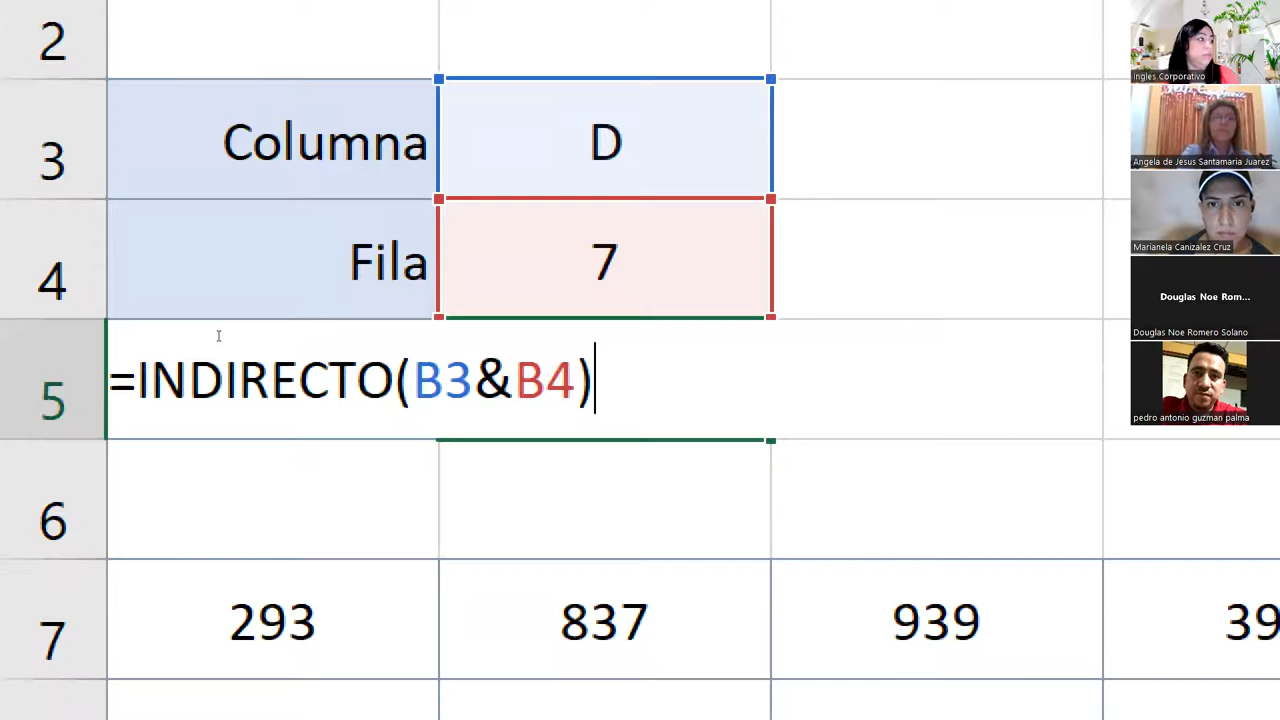 2
3 Columna D
4 Fila 7
5 =INDIRECTO(B3&B4)
6
7 293 837 939 39
Ingles Corporativo
Angela de Jesus Santamaria Juarez
Marianela Canizalez Cruz
Douglas Noe Rom...
Douglas Noe Romero Solano
pedro antonio guzman palma